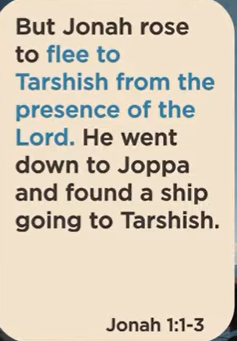 But Jonah rose
to flee to
Tarshish from the
presence of the
Lord. He went
down to Joppa
and found a ship
going to Tarshish.
Jonah 1:1-3